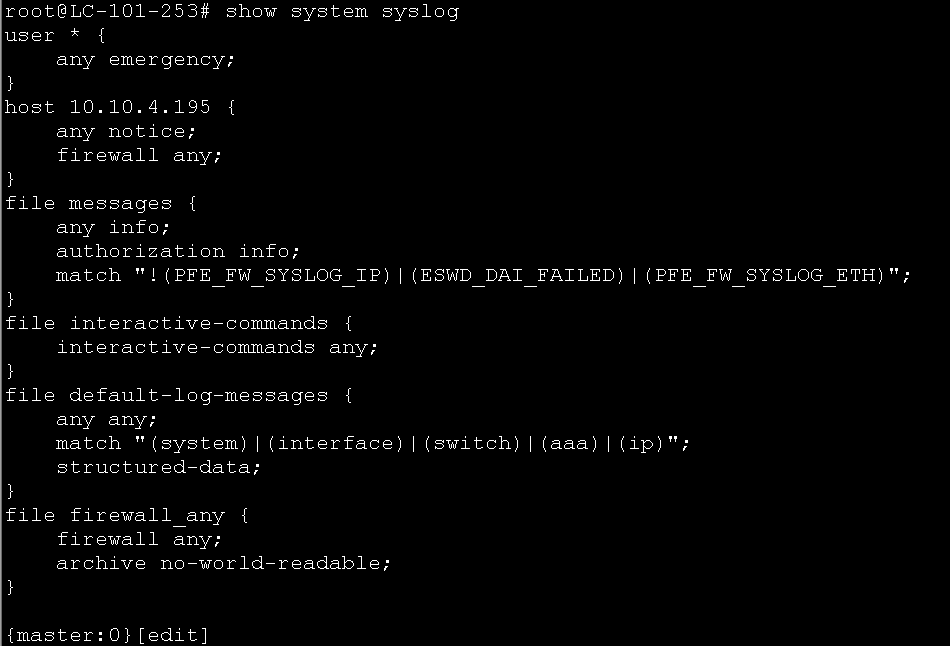 root@LC-101-253# show system syslog
user * {
    any emergency;
}
host 10.10.4.195 {
    any notice;
    firewall any;
}
file messages {
    any info;
    authorization info;
    match "!(PFE_FW_SYSLOG_IP)|(ESWD_DAI_FAILED)|(PFE_FW_SYSLOG_ETH)";
}
file interactive-commands {
    interactive-commands any;
}
file default-log-messages {
    any any;
    match "(system)|(interface)|(switch)|(aaa)|(ip)";
    structured-data;
}
file firewall_any {
    firewall any;
    archive no-world-readable;
}

{master:0}[edit]